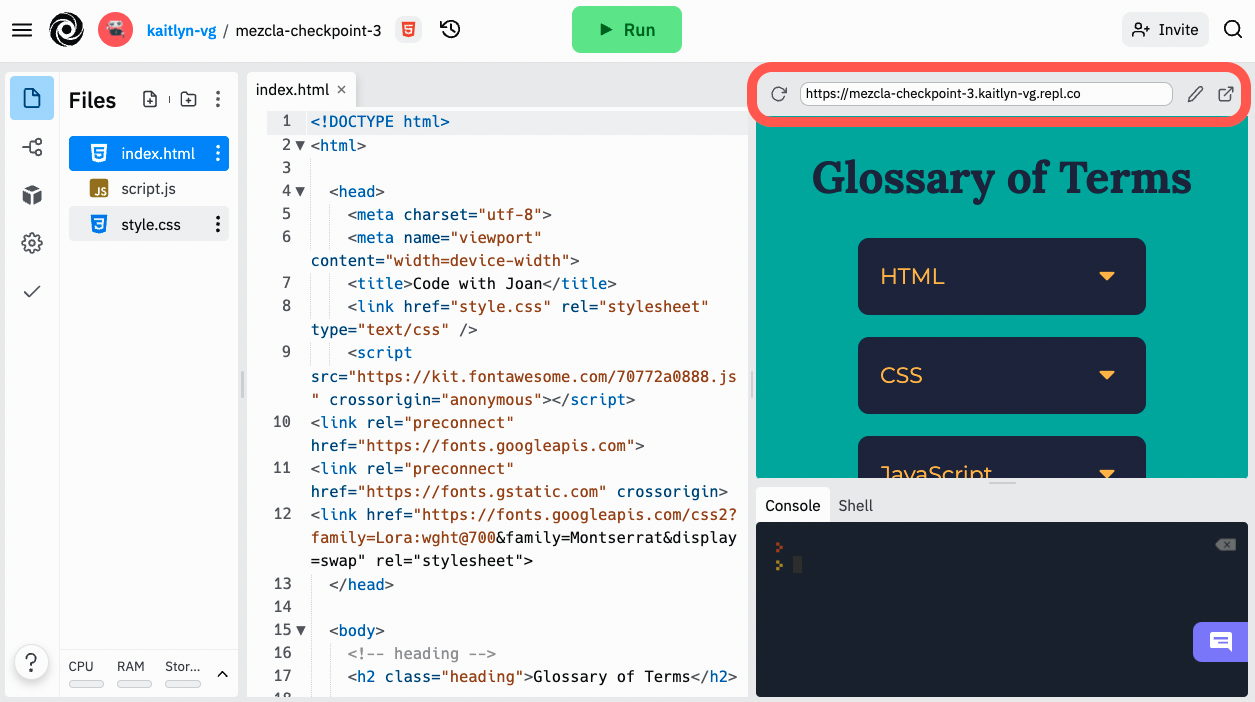 kaitlyn-vg / mezcla-checkpoint-3
Run
Invite
Files
index.html
script.js
style.css
CPU RAM Stor...
?
index.html ×
1 <!DOCTYPE html>
2 <html>
3
4 <head>
5 <meta charset="utf-8">
6 <meta name="viewport"
content="width=device-width">
7 <title>Code with Joan</title>
8 <link href="style.css" rel="stylesheet"
type="text/css" />
9 <script
src="https://kit.fontawesome.com/70772a0888.js
" crossorigin="anonymous"></script>
10 <link rel="preconnect"
href="https://fonts.googleapis.com">
11 <link rel="preconnect"
href="https://fonts.gstatic.com" crossorigin>
12 <link href="https://fonts.googleapis.com/css2?
family=Lora:wght@700&family=Montserrat&display
=swap" rel="stylesheet">
13 </head>
14
15 <body>
16 <!-- heading -->
17 <h2 class="heading">Glossary of Terms</h2>
18
https://mezcla-checkpoint-3.kaitlyn-vg.repl.co
Glossary of Terms
HTML
CSS
JavaScript
Console Shell
>
>